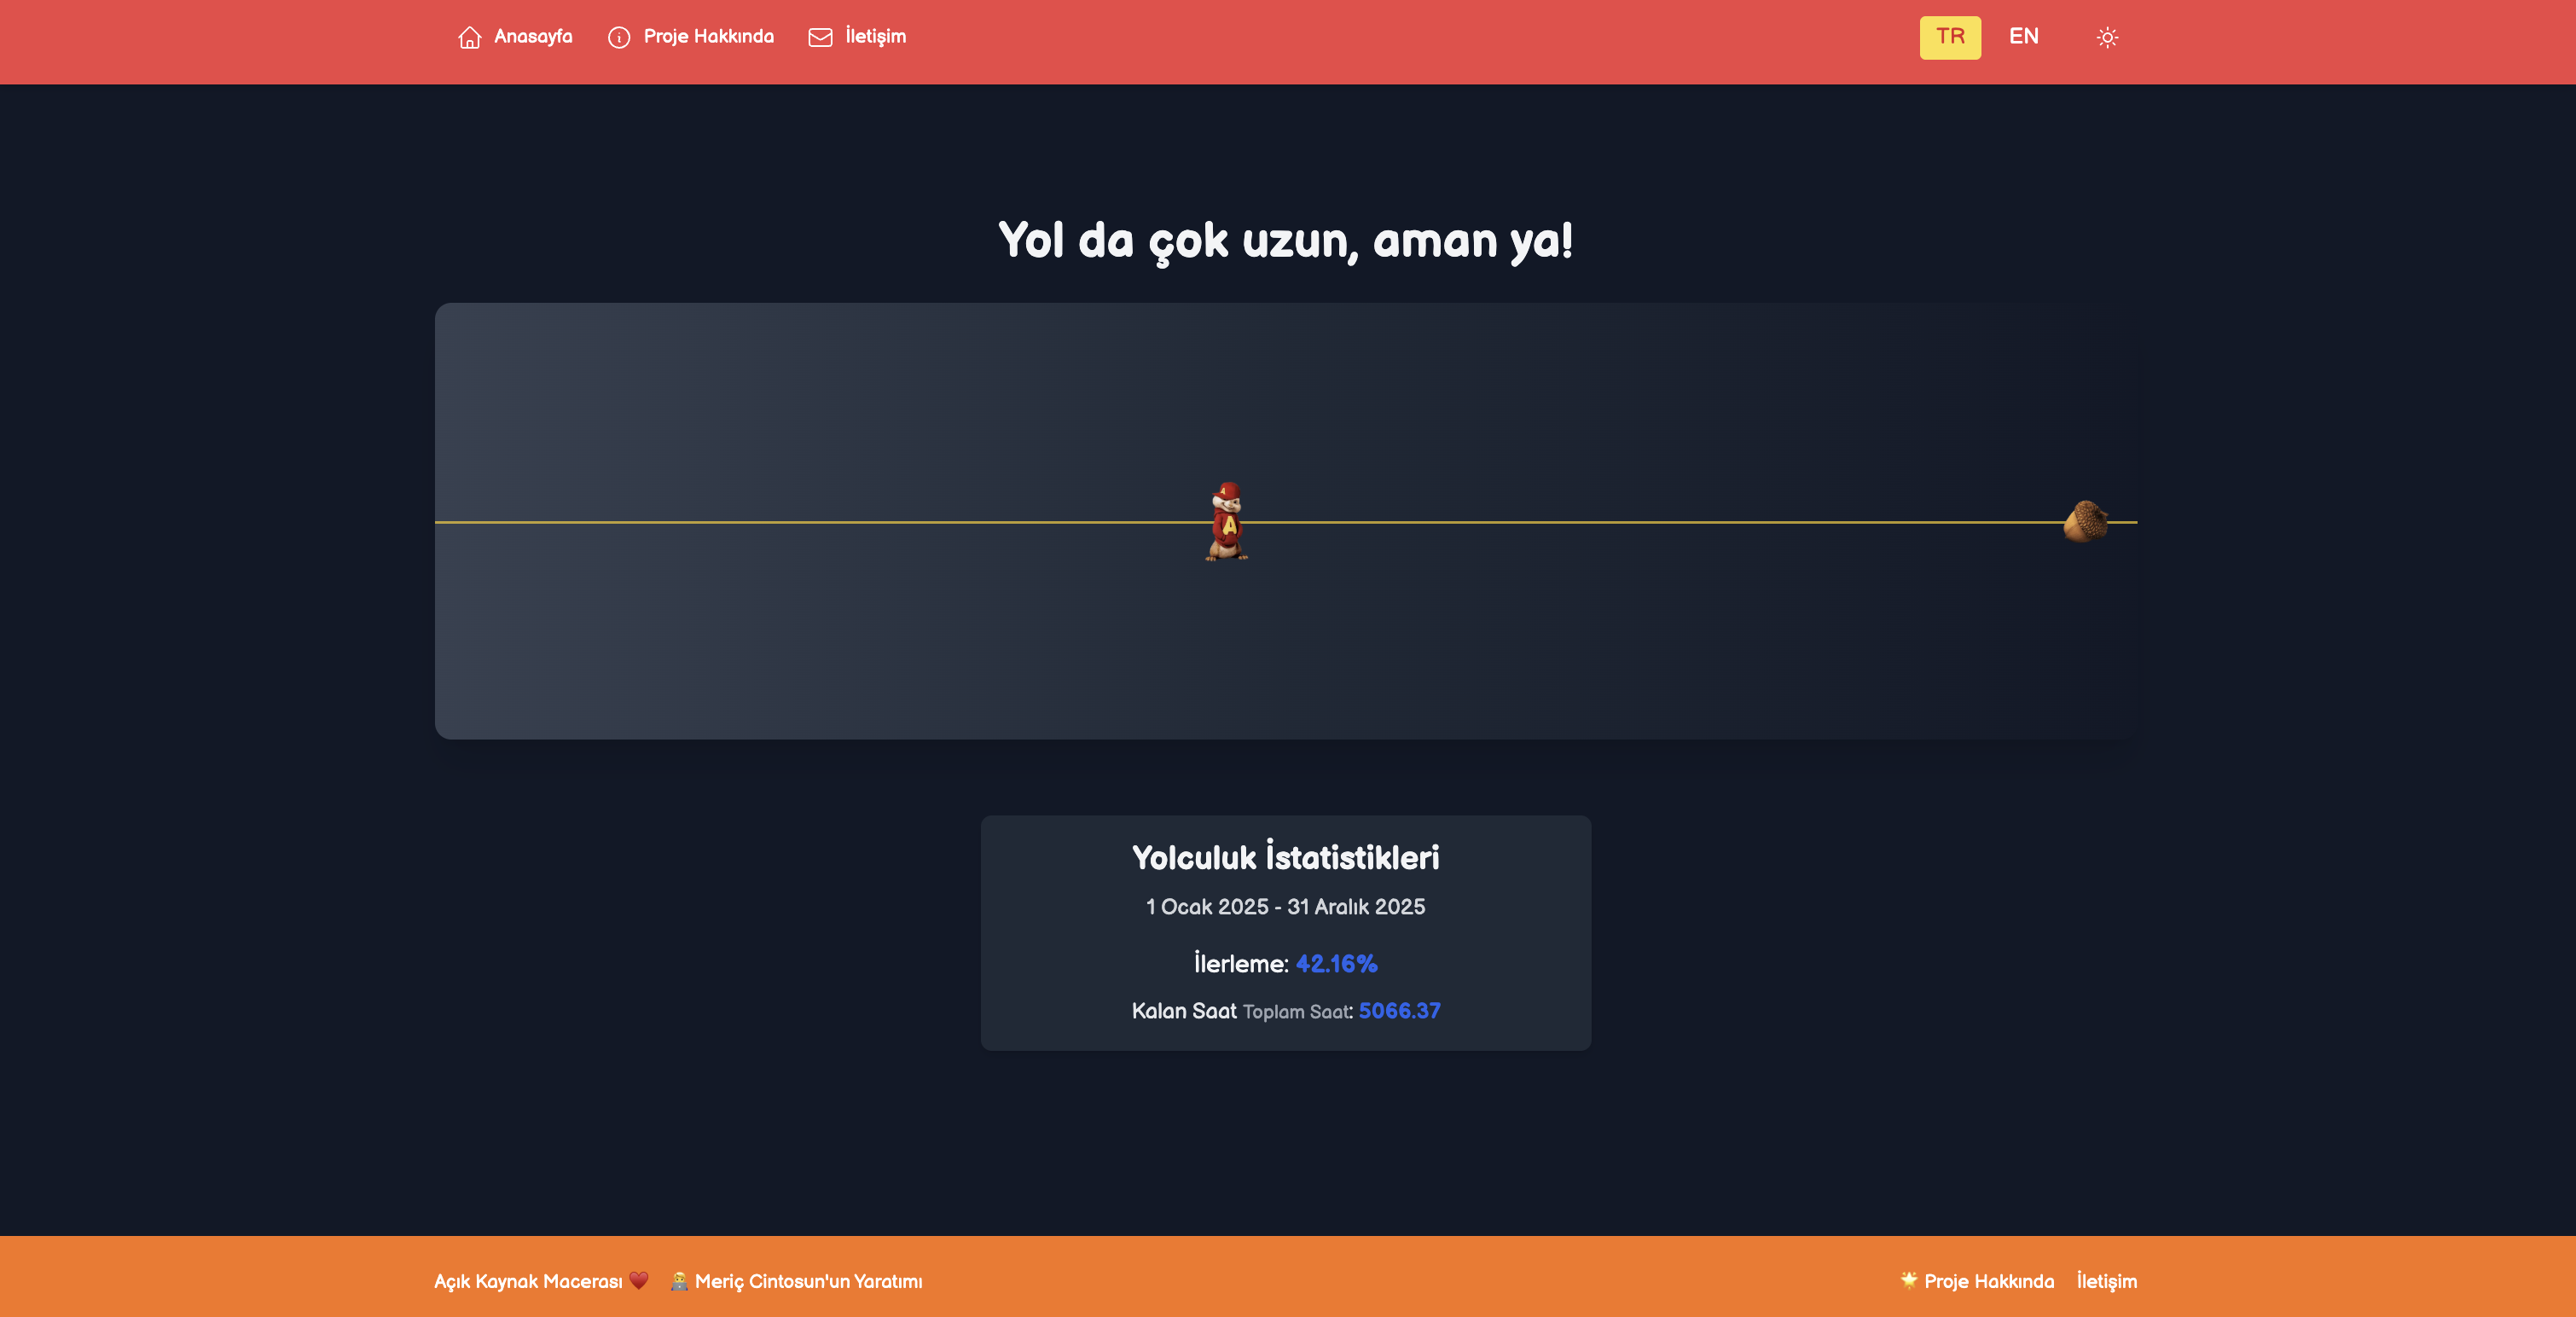 Anasayfa Proje Hakkında İletişim TR EN
Yol da çok uzun, aman ya!
A
A
Yolculuk İstatistikleri
1 Ocak 2025 - 31 Aralık 2025
İlerleme: 42.16%
Kalan Saat Toplam Saat: 5066.37
Açık Kaynak Macerası Meriç Cintosun'un Yaratımı Proje Hakkında İletişim